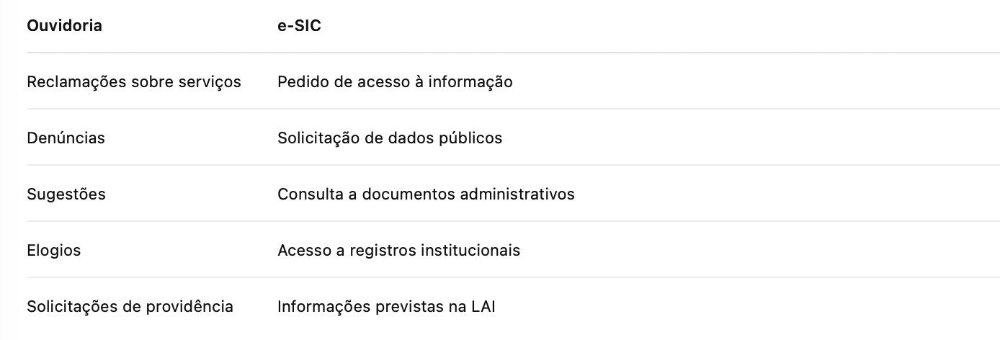 Ouvidoria e-SIC
Reclamações sobre serviços Pedido de acesso à informação
Denúncias Solicitação de dados públicos
Sugestões Consulta a documentos administrativos
Elogios Acesso a registros institucionais
Solicitações de providência Informações previstas na LAI